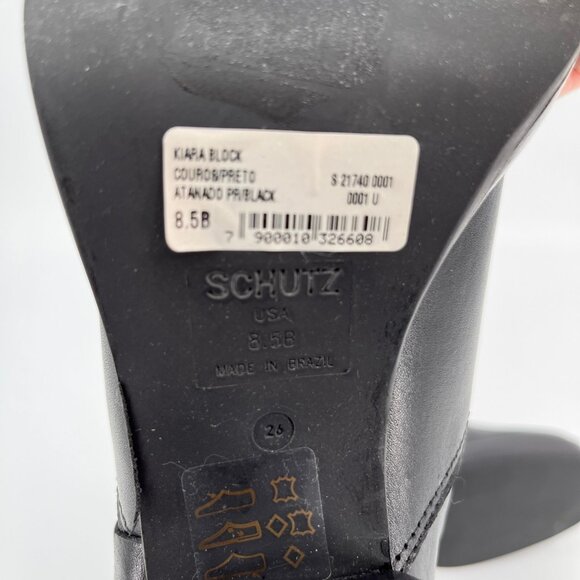 KIARA BLOCK
COURO&/PRETO S 21740 0001
ATANADO PR/BLACK 0001 U
8.5B
7 900010 326608
SCHUTZ
USA
8.5B
MADE IN BRAZIL
26